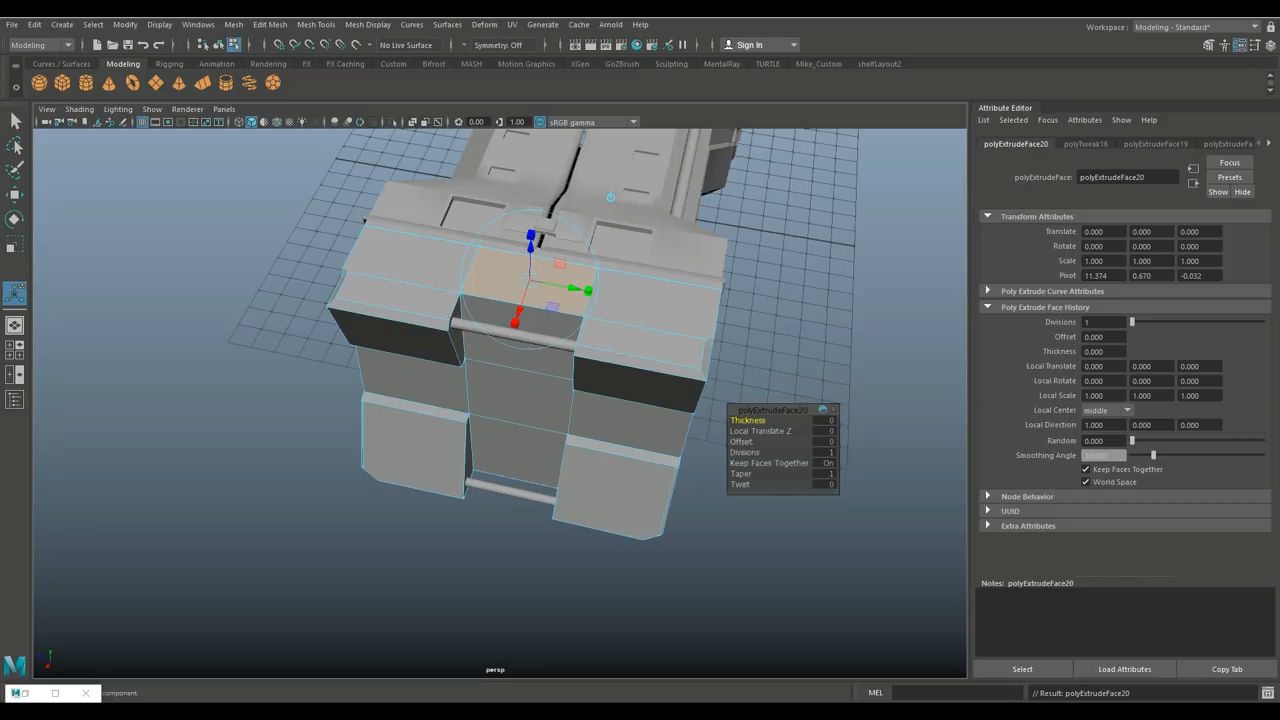 File Edit Create Select Modify Display Windows Mesh Edit Mesh Mesh Tools Mesh Display Curves Surfaces Deform UV Generate Cache Arnold Help
Workspace: Modeling - Standard*
Modeling No Live Surface Symmetry: Off Sign In
Curves / Surfaces Modeling Rigging Animation Rendering FX FX Caching Custom Bifrost MASH Motion Graphics XGen GoZBrush Sculpting MentalRay TURTLE Mike_Custom shelfLayout2
View Shading Lighting Show Renderer Panels
0.00 1.00 sRGB gamma
polyExtrudeFace20
Thickness 0
Local Translate Z 0
Offset 0
Divisions 1
Keep Faces Together On
Taper 1
Twist 0
persp
Attribute Editor
List Selected Focus Attributes Show Help
polyExtrudeFace20 polyTweak16 polyExtrudeFace19 polyExtrudeFa
Focus
polyExtrudeFace: polyExtrudeFace20 Presets
Show Hide
Transform Attributes
Translate 0.000 0.000 0.000
Rotate 0.000 0.000 0.000
Scale 1.000 1.000 1.000
Pivot 11.374 0.670 -0.032
Poly Extrude Curve Attributes
Poly Extrude Face History
Divisions 1
Offset 0.000
Thickness 0.000
Local Translate 0.000 0.000 0.000
Local Rotate 0.000 0.000 0.000
Local Scale 1.000 1.000 1.000
Local Center middle
Local Direction 1.000 0.000 0.000
Random 0.000
Smoothing Angle
Keep Faces Together
World Space
Node Behavior
UUID
Extra Attributes
Notes: polyExtrudeFace20
Select Load Attributes Copy Tab
component. MEL // Result: polyExtrudeFace20